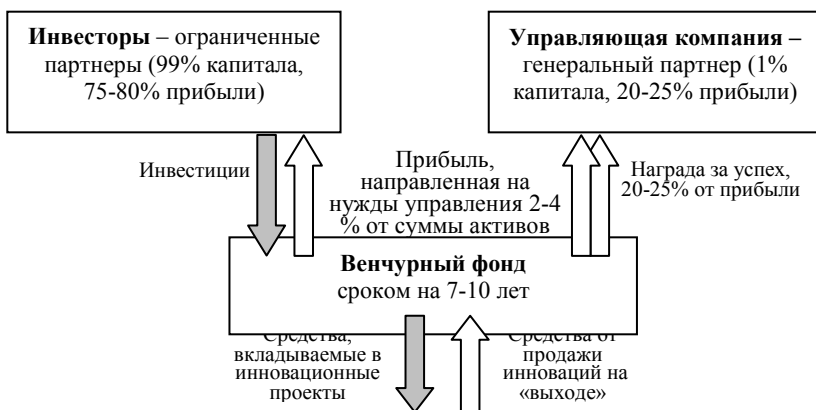 Инвесторы – ограниченные
партнеры (99% капитала,
75-80% прибыли)
Управляющая компания –
генеральный партнер (1%
капитала, 20-25% прибыли)
Инвестиции
Прибыль,
направленная на
нужды управления 2-4
% от суммы активов
Награда за успех,
20-25% от прибыли
Венчурный фонд
сроком на 7-10 лет
Средства,
вкладываемые в
инновационные
проекты
Средства от
продажи
инноваций на
«выходе»